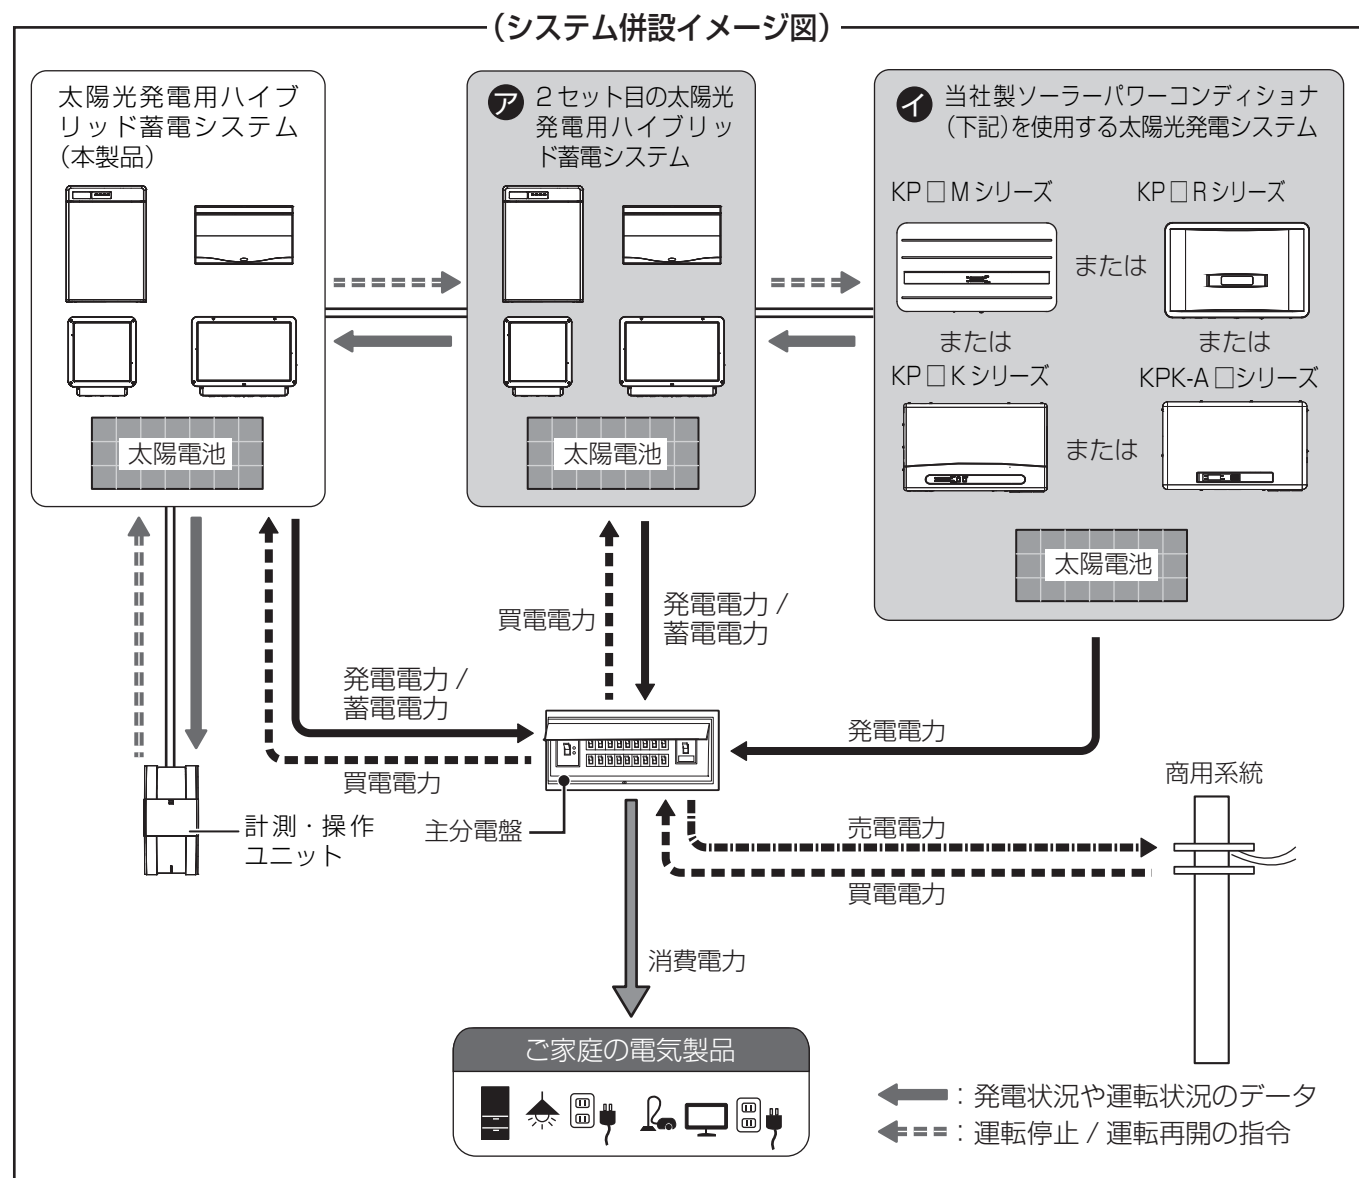 (システム併設イメージ図)
太陽光発電用ハイブ
リッド蓄電システム
(本製品)
太陽電池
ア 2セット目の太陽光
発電用ハイブリッ
ド蓄電システム
太陽電池
イ 当社製ソーラーパワーコンディショナ
(下記)を使用する太陽光発電システム
KP□Mシリーズ
または
KP□Rシリーズ
または
または
KP□Kシリーズ
または
KPK-A□シリーズ
太陽電池
買電電力
発電電力 /
蓄電電力
発電電力 /
蓄電電力
買電電力
発電電力
商用系統
計測・操作
ユニット
主分電盤
売電電力
買電電力
消費電力
ご家庭の電気製品
：発電状況や運転状況のデータ
：運転停止 / 運転再開の指令